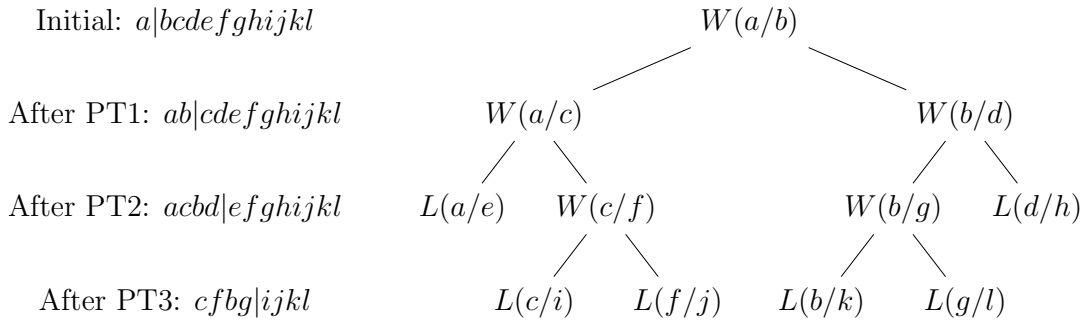 Initial: a|bcdefghijkl W(a/b)
After PT1: ab|cdefghijkl W(a/c) W(b/d)
After PT2: acbd|efghijkl L(a/e) W(c/f) W(b/g) L(d/h)
After PT3: cfbg|ijkl L(c/i) L(f/j) L(b/k) L(g/l)